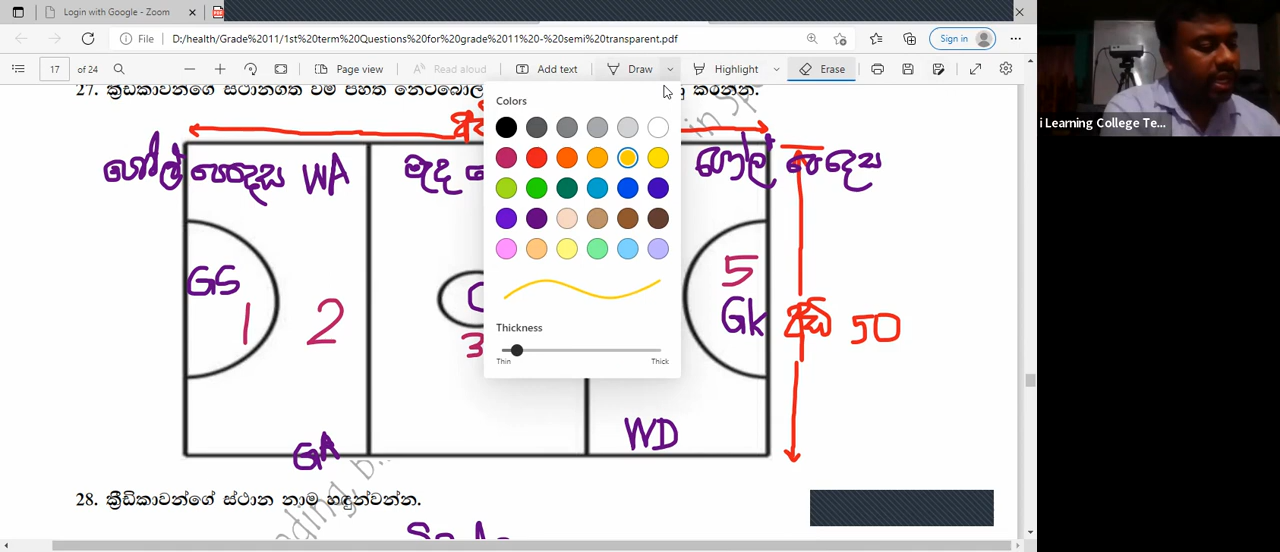 Login with Google - Zoom
File
D:/health/Grade%2011/1st%20term%20Questions%20for%20grade%2011%20-%20semi%20transparent.pdf
Sign in
17 of 24
Page view
Read aloud
Add text
Draw
Highlight
Erase
27. ක්‍රීඩිකාවන්ගේ ස්ථානගත වීම පහත නෙට්බෝල් කරන්න.
Colors
Thickness
Thin
Thick
ගෝල් පෙදෙස
WA
මැද
ගෝල් පෙදෙස
GS
1
2
C
3
5
GK
අඩි 50
GA
WD
28. ක්‍රීඩිකාවන්ගේ ස්ථාන නාම හඳුන්වන්න.
i Learning College Te...